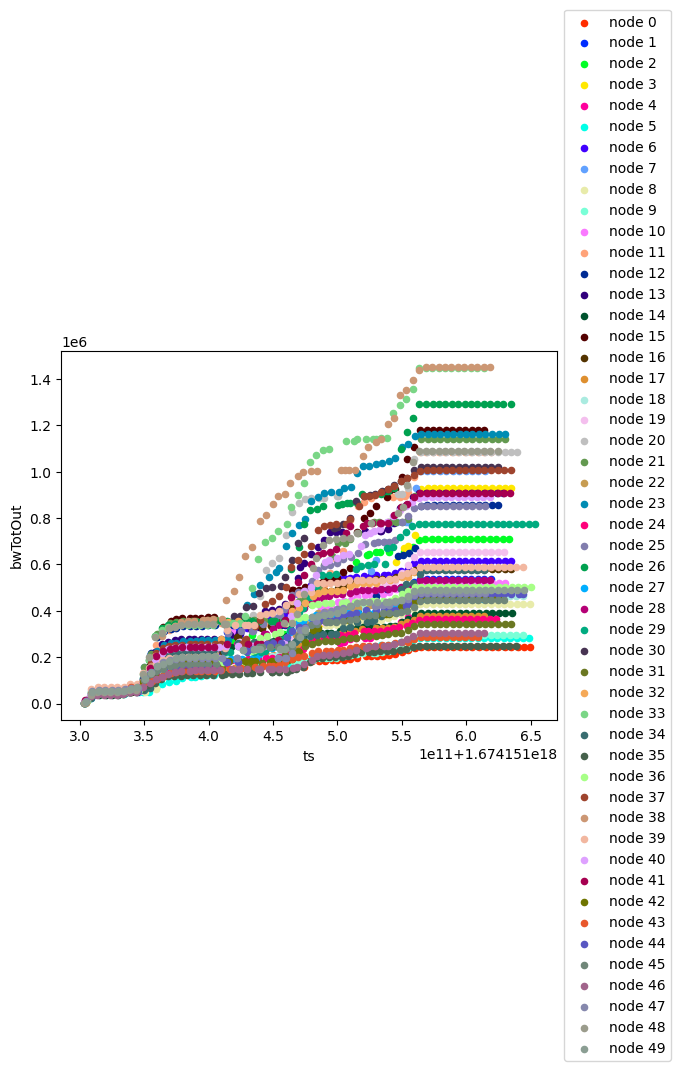 1e6
1.4
1.2
1.0
0.8
0.6
0.4
0.2
0.0
bwTotOut
3.0 3.5 4.0 4.5 5.0 5.5 6.0 6.5
ts
1e11+1.674151e18
node 0
node 1
node 2
node 3
node 4
node 5
node 6
node 7
node 8
node 9
node 10
node 11
node 12
node 13
node 14
node 15
node 16
node 17
node 18
node 19
node 20
node 21
node 22
node 23
node 24
node 25
node 26
node 27
node 28
node 29
node 30
node 31
node 32
node 33
node 34
node 35
node 36
node 37
node 38
node 39
node 40
node 41
node 42
node 43
node 44
node 45
node 46
node 47
node 48
node 49